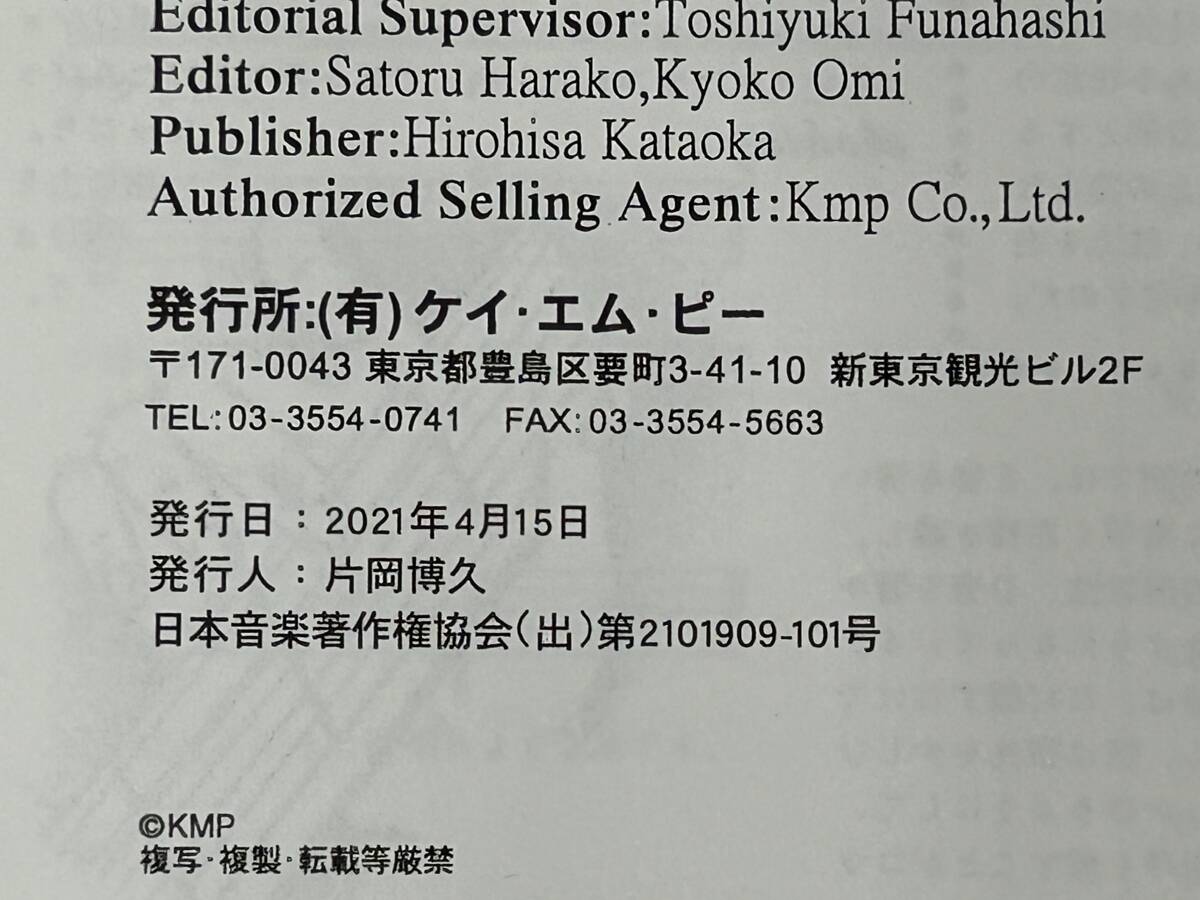 Editorial Supervisor:Toshiyuki Funahashi
Editor:Satoru Harako,Kyoko Omi
Publisher:Hirohisa Kataoka
Authorized Selling Agent:Kmp Co.,Ltd.
発行所:(有)ケイ・エム・ピー
〒171-0043 東京都豊島区要町3-41-10 新東京観光ビル2F
TEL:03-3554-0741 FAX:03-3554-5663
発行日:2021年4月15日
発行人:片岡博久
日本音楽著作権協会(出)第2101909-101号
©KMP
複写・複製・転載等厳禁